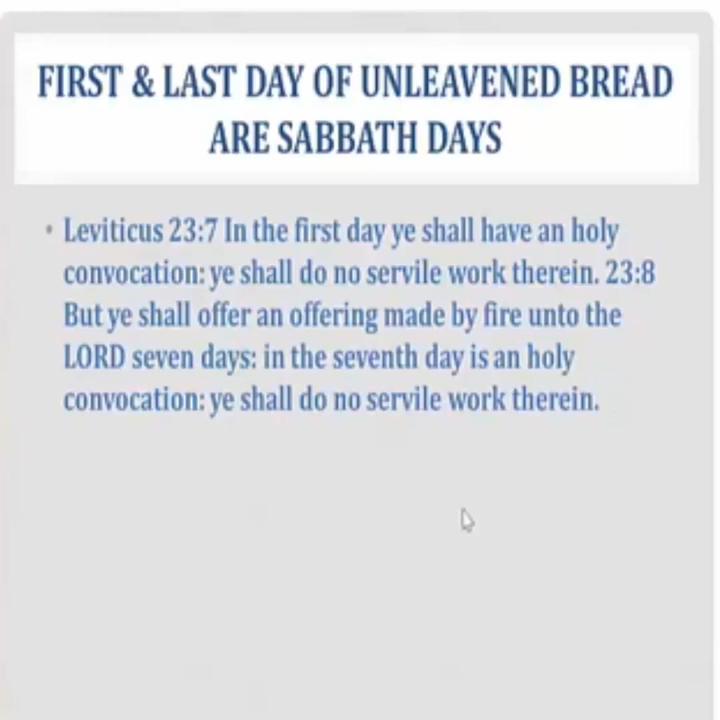 FIRST & LAST DAY OF UNLEAVENED BREAD
ARE SABBATH DAYS
• Leviticus 23:7 In the first day ye shall have an holy
convocation: ye shall do no servile work therein. 23:8
But ye shall offer an offering made by fire unto the
LORD seven days: in the seventh day is an holy
convocation: ye shall do no servile work therein.